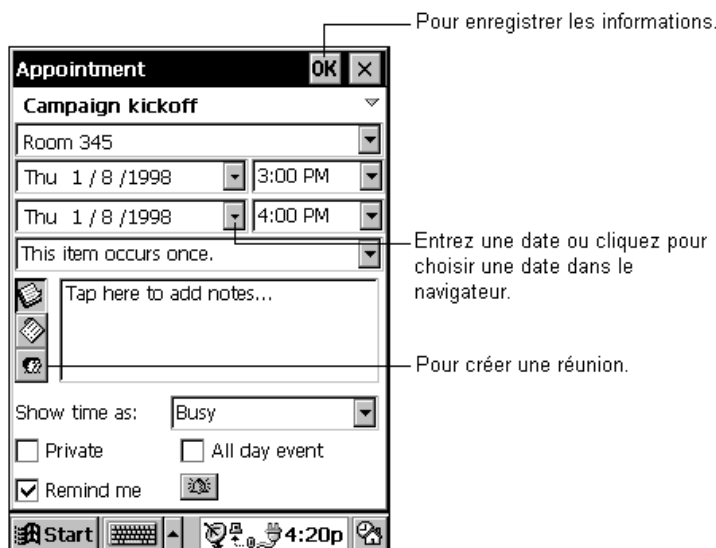 Pour enregistrer les informations.
Appointment OK
Campaign kickoff
Room 345
Thu 1 / 8 /1998 3:00 PM
Thu 1 / 8 /1998 4:00 PM
Entrez une date ou cliquez pour
choisir une date dans le
navigateur.
This item occurs once.
Tap here to add notes...
Pour créer une réunion.
Show time as: Busy
Private All day event
Remind me
Start 4:20p